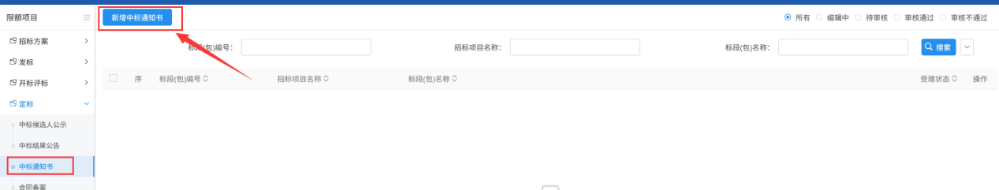 限额项目
新增中标通知书
所有 编辑中 待审核 审核通过 审核不通过
招标方案
发标
开标评标
定标
中标候选人公示
中标结果公告
中标通知书
合同备案
标段(包)编号：
招标项目名称：
标段(包)名称：
搜索
序 标段(包)编号 招标项目名称 标段(包)名称 受理状态 操作